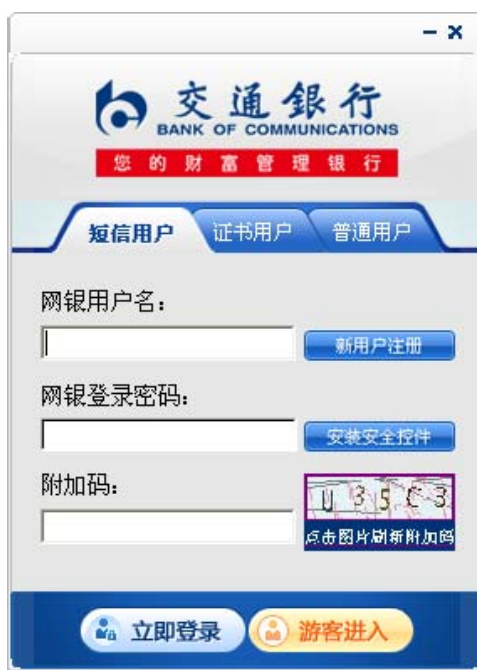 交通銀行
BANK OF COMMUNICATIONS
您的财富管理银行
短信用户 证书用户 普通用户
网银用户名：
新用户注册
网银登录密码：
安装安全控件
附加码：
U35C3
点击图片刷新附加码
立即登录 游客进入